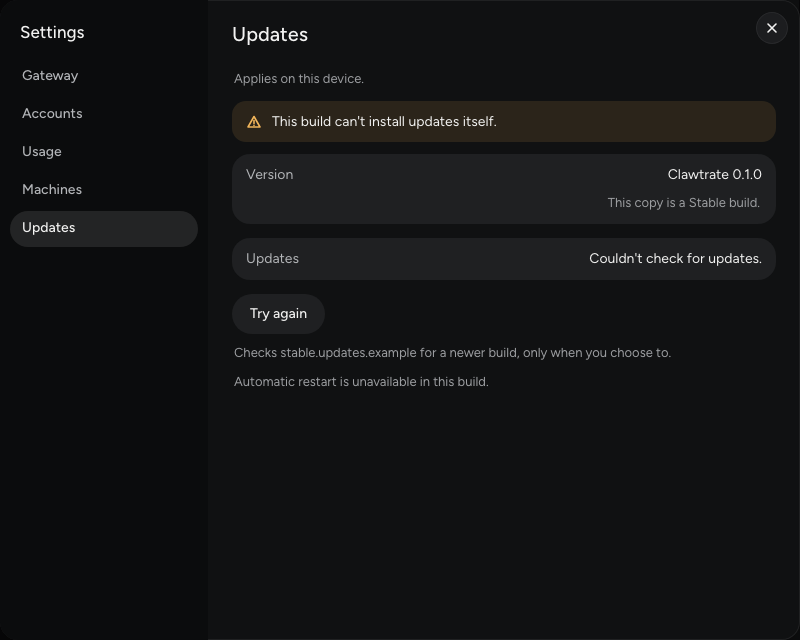 Settings
Gateway
Accounts
Usage
Machines
Updates
Updates
Applies on this device.
This build can't install updates itself.
Version
Clawtrate 0.1.0
This copy is a Stable build.
Updates
Couldn't check for updates.
Try again
Checks stable.updates.example for a newer build, only when you choose to.
Automatic restart is unavailable in this build.